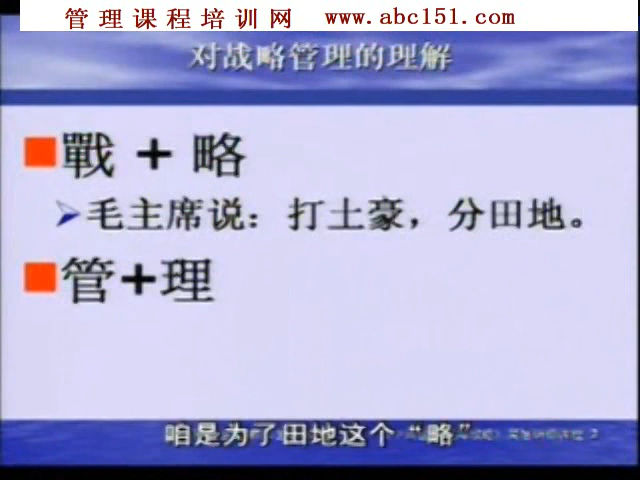 管理课程培训网 www.abc151.com
对战略管理的理解
戰 + 略
毛主席说：打土豪，分田地。
管+理
咱是为了田地这个“略”